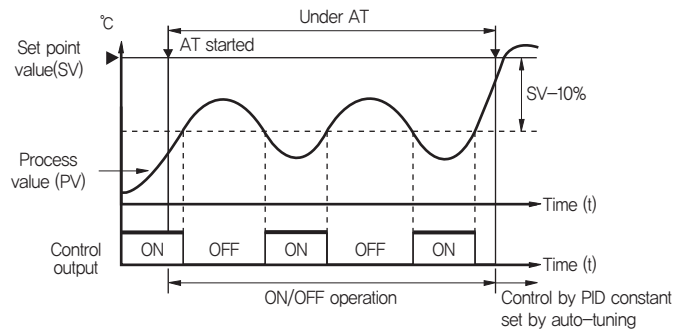 ℃
Under AT
Set point
value(SV)
AT started
SV-10%
Process
value (PV)
Time (t)
Control
output
ON
OFF
ON
OFF
ON
Time (t)
ON/OFF operation
Control by PID constant
set by auto-tuning